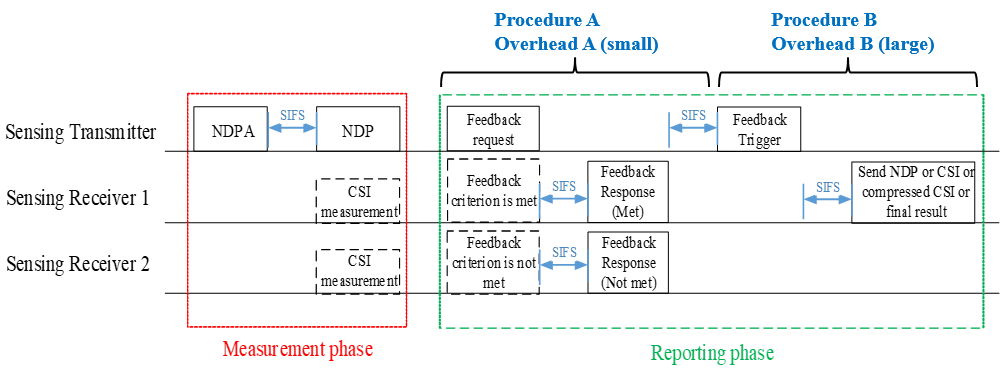 Procedure A
Overhead A (small)
Procedure B
Overhead B (large)
Sensing Transmitter
NDPA
SIFS
NDP
Feedback
request
SIFS
Feedback
Trigger
Sensing Receiver 1
CSI
measurement
Feedback
criterion is met
SIFS
Feedback
Response
(Met)
SIFS
Send NDP or CSI or
compressed CSI or
final result
Sensing Receiver 2
CSI
measurement
Feedback
criterion is not
met
SIFS
Feedback
Response
(Not met)
Measurement phase
Reporting phase